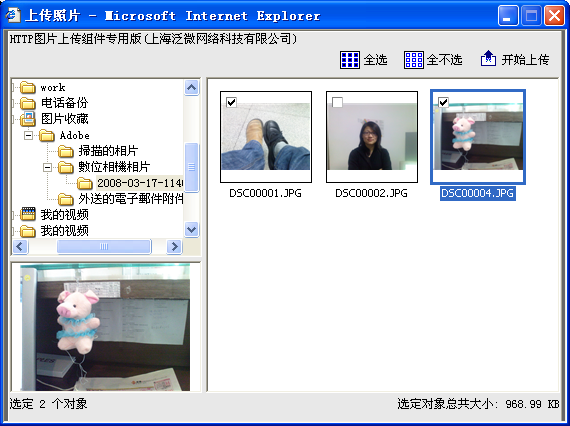 上传照片 - Microsoft Internet Explorer
HTTP图片上传组件专用版(上海泛微网络科技有限公司)
全选 全不选 开始上传
work
电话备份
图片收藏
Adobe
掃描的相片
數位相機相片
2008-03-17-1140
外送的電子郵件附件
我的视频
我的视频
DSC00001.JPG DSC00002.JPG DSC00004.JPG
选定 2 个对象 选定对象总共大小: 968.99 KB